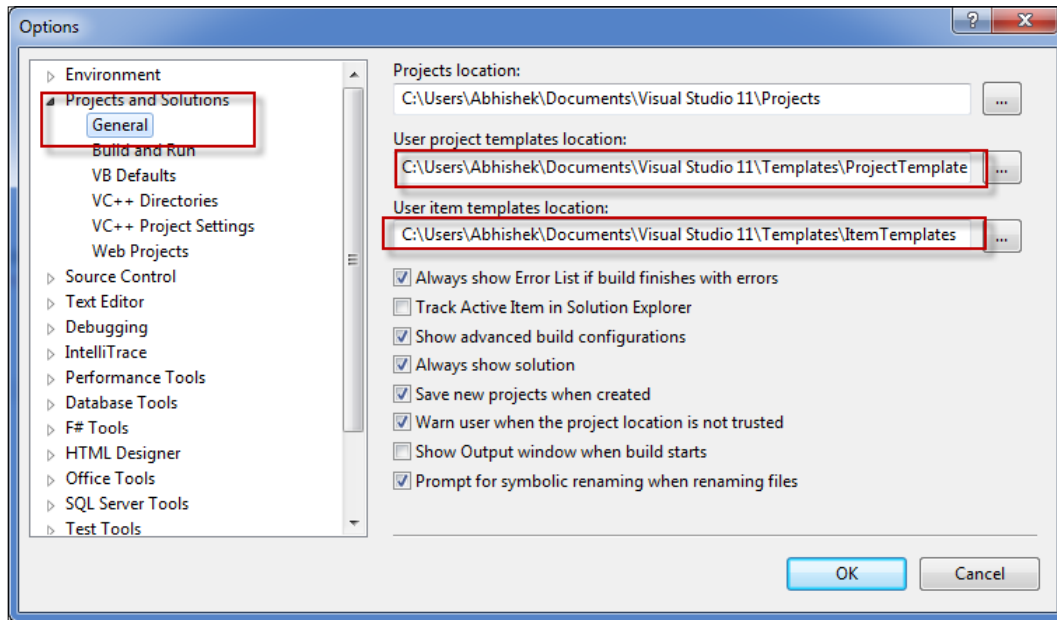 Options
Environment
Projects and Solutions
General
Build and Run
VB Defaults
VC++ Directories
VC++ Project Settings
Web Projects
Source Control
Text Editor
Debugging
IntelliTrace
Performance Tools
Database Tools
F# Tools
HTML Designer
Office Tools
SQL Server Tools
Test Tools
Projects location:
C:\Users\Abhishek\Documents\Visual Studio 11\Projects
...
User project templates location:
C:\Users\Abhishek\Documents\Visual Studio 11\Templates\ProjectTemplate
...
User item templates location:
C:\Users\Abhishek\Documents\Visual Studio 11\Templates\ItemTemplates
...
Always show Error List if build finishes with errors
Track Active Item in Solution Explorer
Show advanced build configurations
Always show solution
Save new projects when created
Warn user when the project location is not trusted
Show Output window when build starts
Prompt for symbolic renaming when renaming files
OK
Cancel